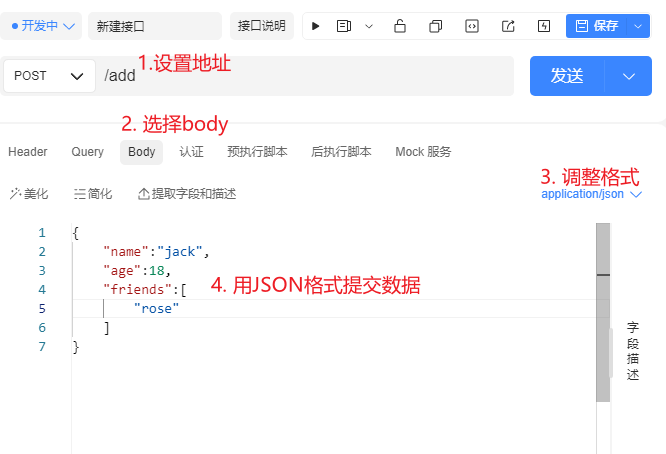 开发中 新建接口 接口说明 保存
1.设置地址
POST /add 发送
2. 选择body
Header Query Body 认证 预执行脚本 后执行脚本 Mock 服务
3. 调整格式
美化 简化 提取字段和描述 application/json
1 {
2 "name":"jack",
3 "age":18,
4 "friends":[
4. 用JSON格式提交数据
5 "rose"
6 ]
7 }
字段描述